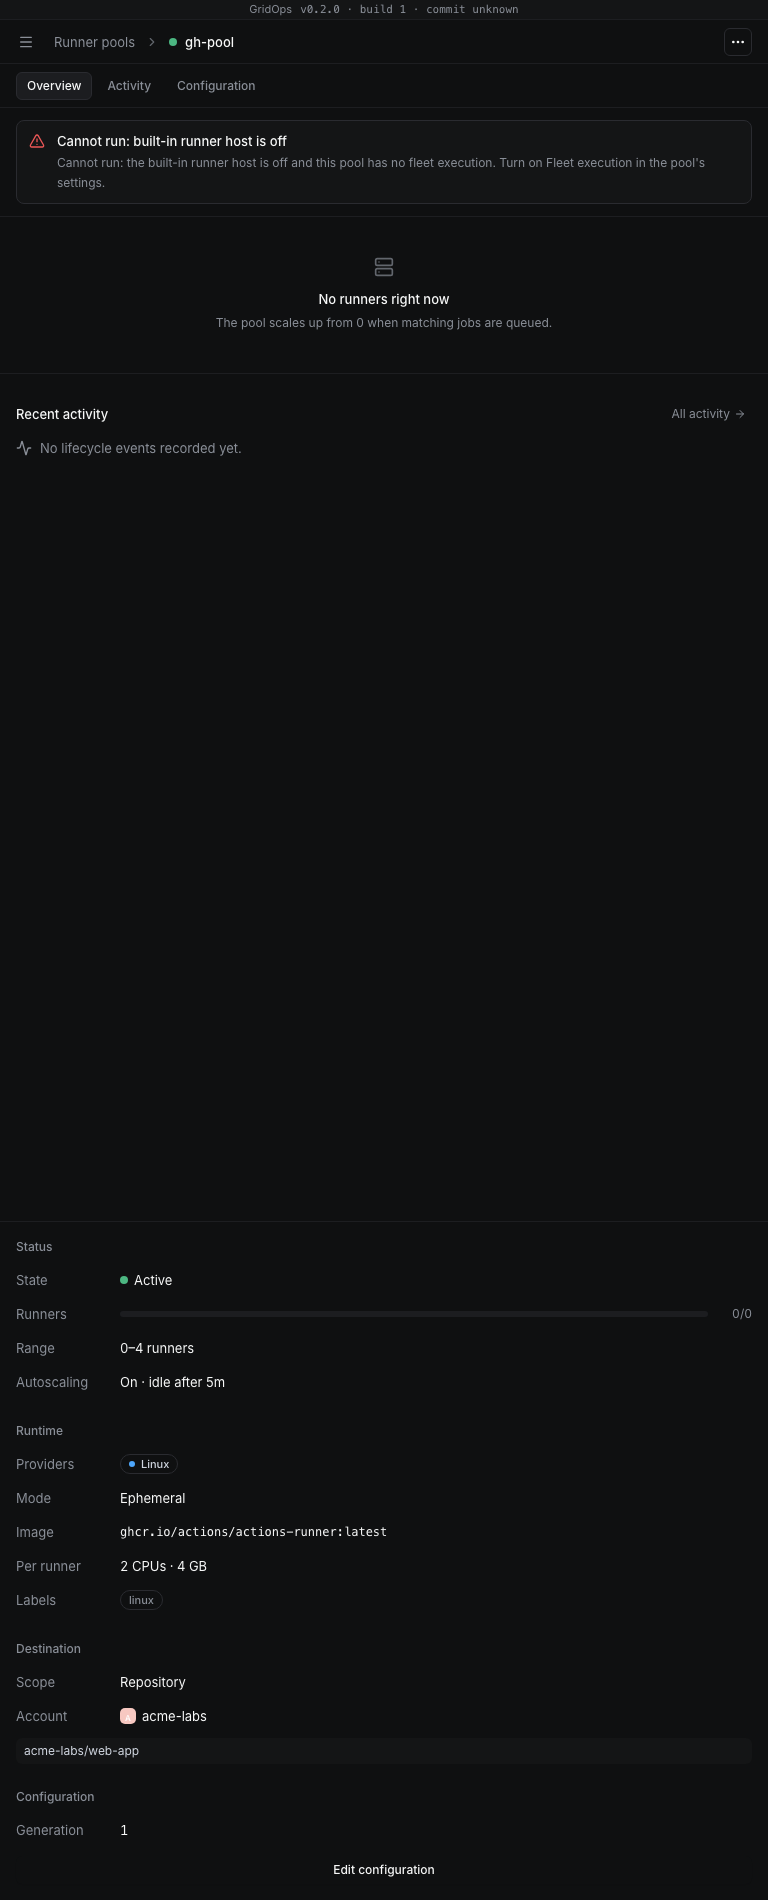 GridOps v0.2.0 · build 1 · commit unknown
Runner pools > gh-pool
Overview Activity Configuration
Cannot run: built-in runner host is off
Cannot run: the built-in runner host is off and this pool has no fleet execution. Turn on Fleet execution in the pool's
settings.
No runners right now
The pool scales up from 0 when matching jobs are queued.
Recent activity All activity →
No lifecycle events recorded yet.
Status
State Active
Runners 0/0
Range 0–4 runners
Autoscaling On · idle after 5m
Runtime
Providers Linux
Mode Ephemeral
Image ghcr.io/actions/actions-runner:latest
Per runner 2 CPUs · 4 GB
Labels linux
Destination
Scope Repository
Account acme-labs
acme-labs/web-app
Configuration
Generation 1
Edit configuration